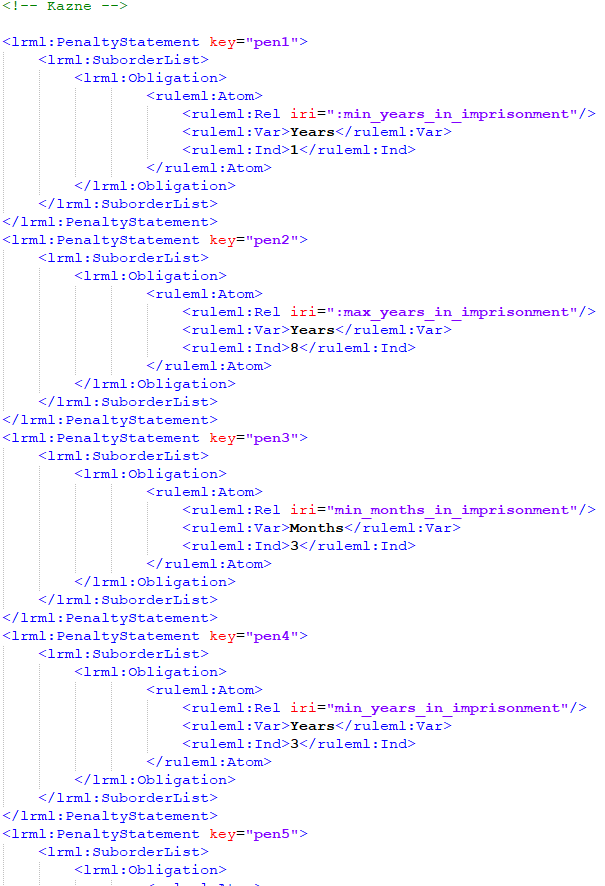 <!-- Kazne -->
<lrml:PenaltyStatement key="pen1">
<lrml:SuborderList>
<lrml:Obligation>
<ruleml:Atom>
<ruleml:Rel iri=":min_years_in_imprisonment"/>
<ruleml:Var>Years</ruleml:Var>
<ruleml:Ind>1</ruleml:Ind>
</ruleml:Atom>
</lrml:Obligation>
</lrml:SuborderList>
</lrml:PenaltyStatement>
<lrml:PenaltyStatement key="pen2">
<lrml:SuborderList>
<lrml:Obligation>
<ruleml:Atom>
<ruleml:Rel iri=":max_years_in_imprisonment"/>
<ruleml:Var>Years</ruleml:Var>
<ruleml:Ind>8</ruleml:Ind>
</ruleml:Atom>
</lrml:Obligation>
</lrml:SuborderList>
</lrml:PenaltyStatement>
<lrml:PenaltyStatement key="pen3">
<lrml:SuborderList>
<lrml:Obligation>
<ruleml:Atom>
<ruleml:Rel iri="min_months_in_imprisonment"/>
<ruleml:Var>Months</ruleml:Var>
<ruleml:Ind>3</ruleml:Ind>
</ruleml:Atom>
</lrml:Obligation>
</lrml:SuborderList>
</lrml:PenaltyStatement>
<lrml:PenaltyStatement key="pen4">
<lrml:SuborderList>
<lrml:Obligation>
<ruleml:Atom>
<ruleml:Rel iri="min_years_in_imprisonment"/>
<ruleml:Var>Years</ruleml:Var>
<ruleml:Ind>3</ruleml:Ind>
</ruleml:Atom>
</lrml:Obligation>
</lrml:SuborderList>
</lrml:PenaltyStatement>
<lrml:PenaltyStatement key="pen5">
<lrml:SuborderList>
<lrml:Obligation>